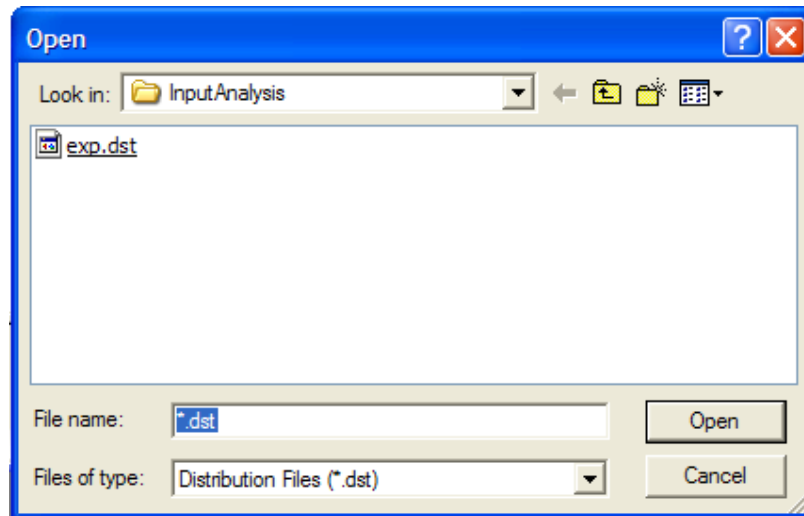 Open
Look in: InputAnalysis
exp.dst
File name: *.dst Open
Files of type: Distribution Files (*.dst) Cancel